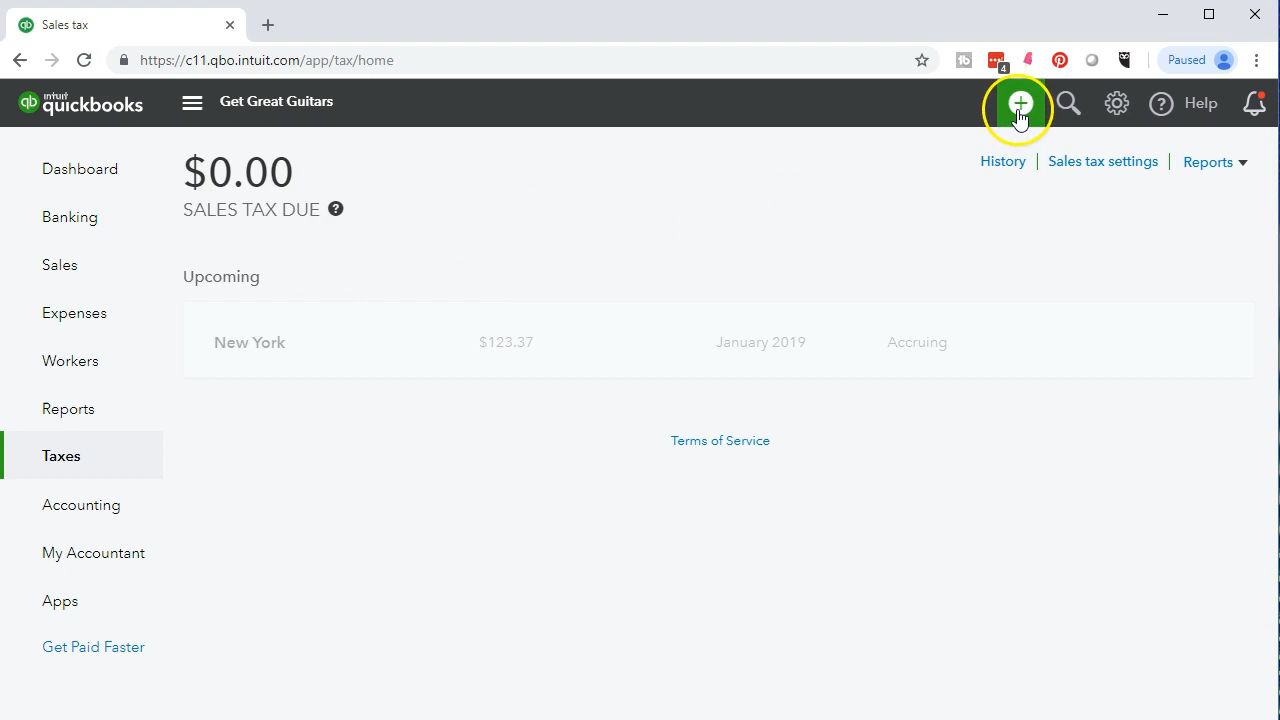 Sales tax
https://c11.qbo.intuit.com/app/tax/home
4
Paused
intuit
qb quickbooks
Get Great Guitars
Help
Dashboard
Banking
Sales
Expenses
Workers
Reports
Taxes
Accounting
My Accountant
Apps
Get Paid Faster
$0.00
SALES TAX DUE
History
Sales tax settings
Reports
Upcoming
New York $123.37 January 2019 Accruing
Terms of Service